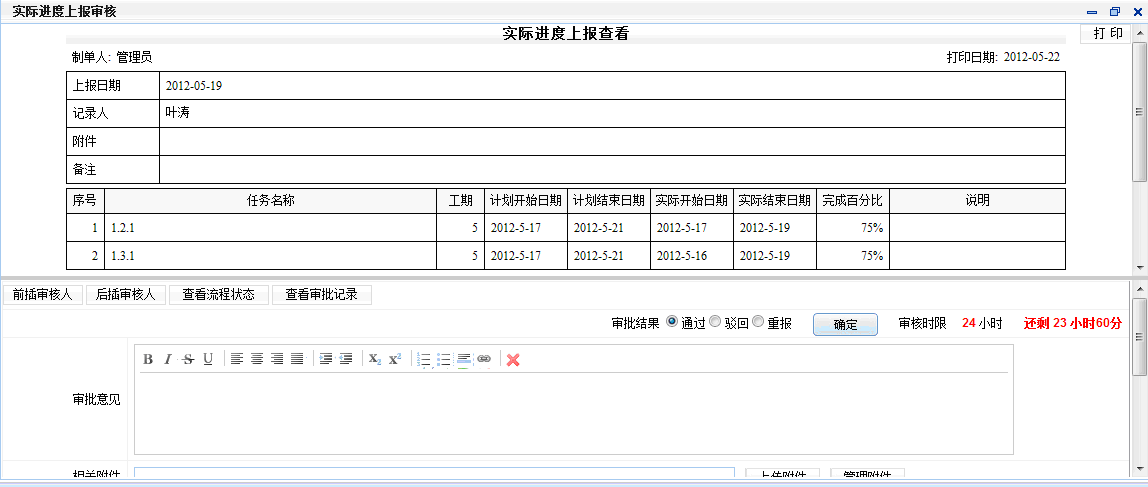 实际进度上报审核
实际进度上报查看
打 印
制单人: 管理员 打印日期: 2012-05-22
上报日期 2012-05-19
记录人 叶涛
附件
备注
序号 任务名称 工期 计划开始日期 计划结束日期 实际开始日期 实际结束日期 完成百分比 说明
1 1.2.1 5 2012-5-17 2012-5-21 2012-5-17 2012-5-19 75%
2 1.3.1 5 2012-5-17 2012-5-21 2012-5-16 2012-5-19 75%
前插审核人 后插审核人 查看流程状态 查看审批记录
审批结果 通过 驳回 重报 确定 审核时限 24 小时 还剩 23 小时60分
B I S U X₂ X²
审批意见
相关附件 上传附件 管理附件